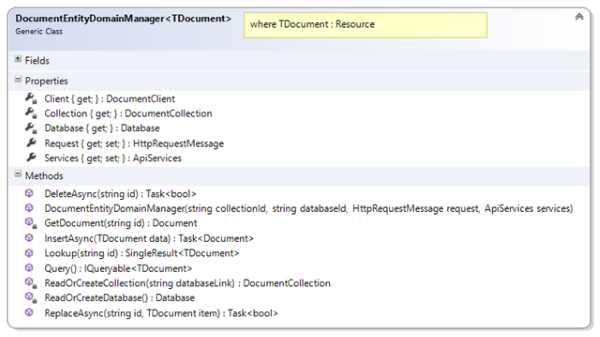 DocumentEntityDomainManager<TDocument>
Generic Class
where TDocument : Resource
Fields
Properties
Client { get; } : DocumentClient
Collection { get; } : DocumentCollection
Database { get; } : Database
Request { get; set; } : HttpRequestMessage
Services { get; set; } : ApiServices
Methods
DeleteAsync(string id) : Task<bool>
DocumentEntityDomainManager(string collectionId, string databaseId, HttpRequestMessage request, ApiServices services)
GetDocument(string id) : Document
InsertAsync(TDocument data) : Task<Document>
Lookup(string id) : SingleResult<TDocument>
Query() : IQueryable<TDocument>
ReadOrCreateCollection(string databaseLink) : DocumentCollection
ReadOrCreateDatabase() : Database
ReplaceAsync(string id, TDocument item) : Task<bool>